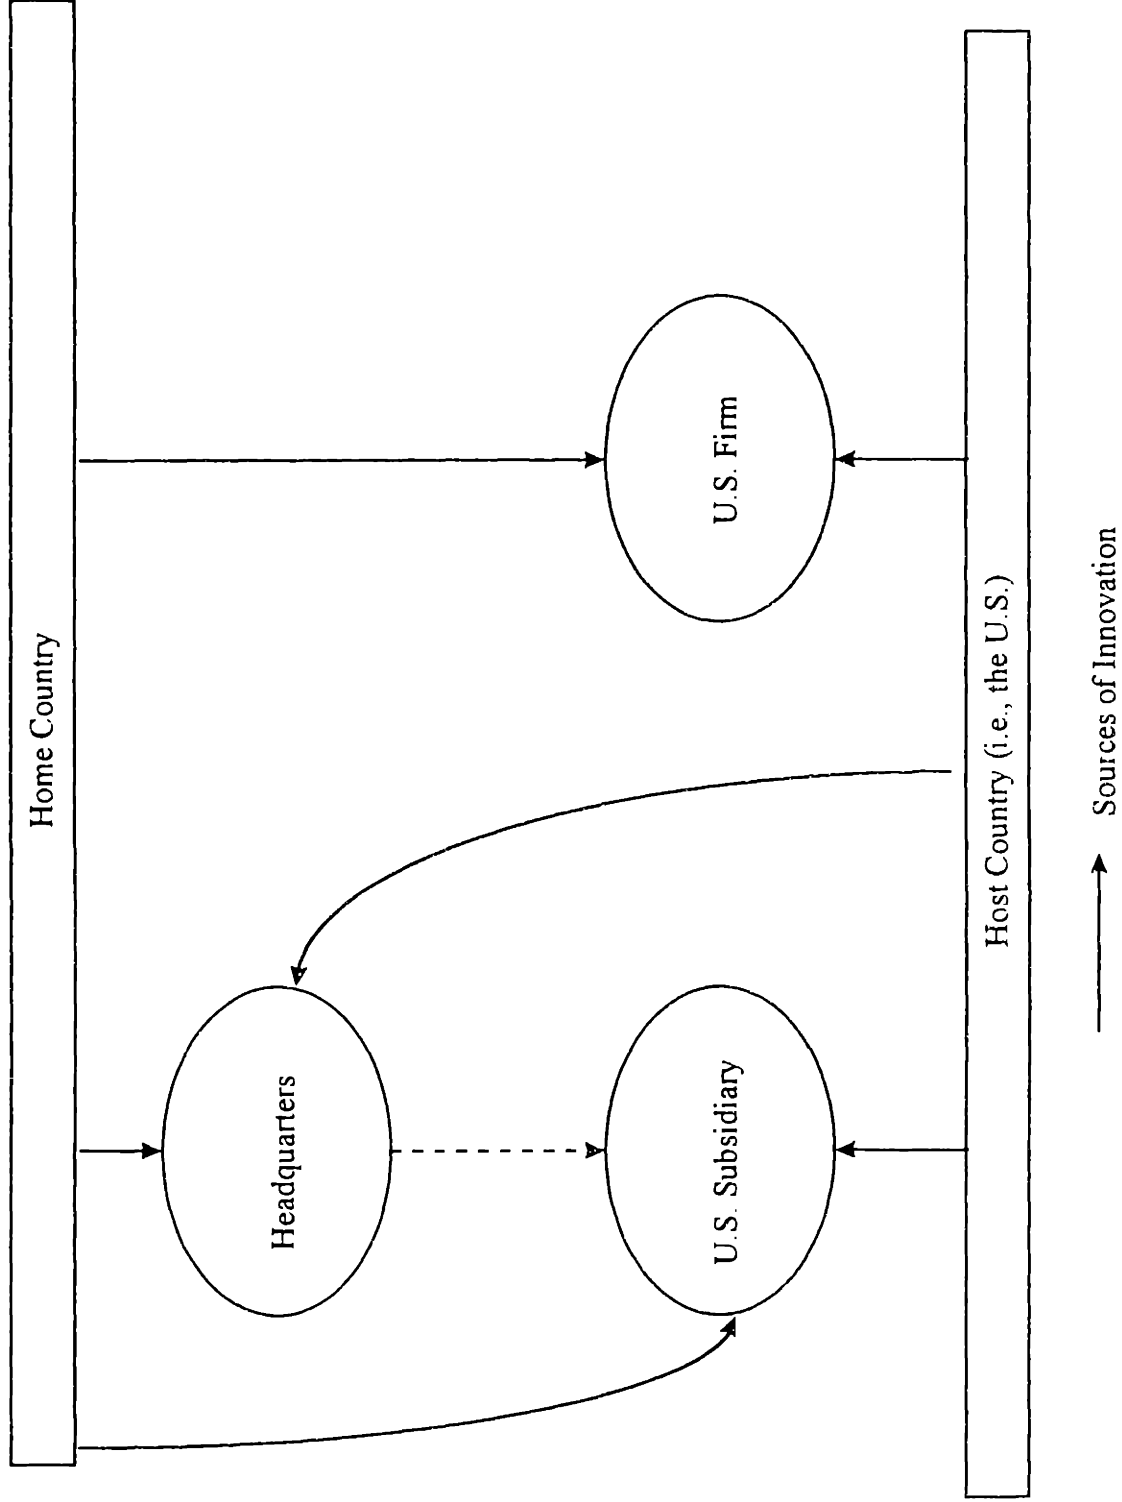 Home Country
Headquarters
U.S. Subsidiary
U.S. Firm
Host Country (i.e., the U.S.)
Sources of Innovation